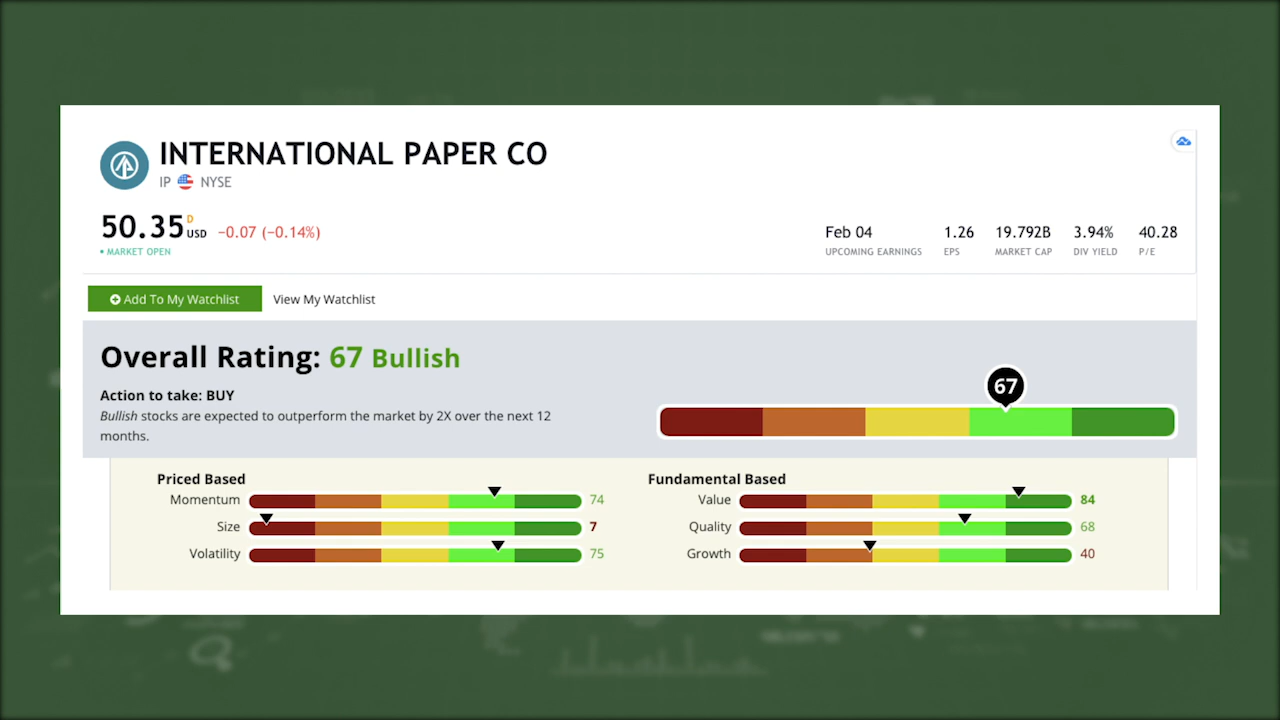 INTERNATIONAL PAPER CO
IP NYSE
50.35 D USD −0.07 (−0.14%)
• MARKET OPEN
Feb 04 1.26 19.792B 3.94% 40.28
UPCOMING EARNINGS EPS MARKET CAP DIV YIELD P/E
Add To My Watchlist View My Watchlist
Overall Rating: 67 Bullish
Action to take: BUY
Bullish stocks are expected to outperform the market by 2X over the next 12
months.
67
Priced Based
Momentum 74
Size 7
Volatility 75
Fundamental Based
Value 84
Quality 68
Growth 40